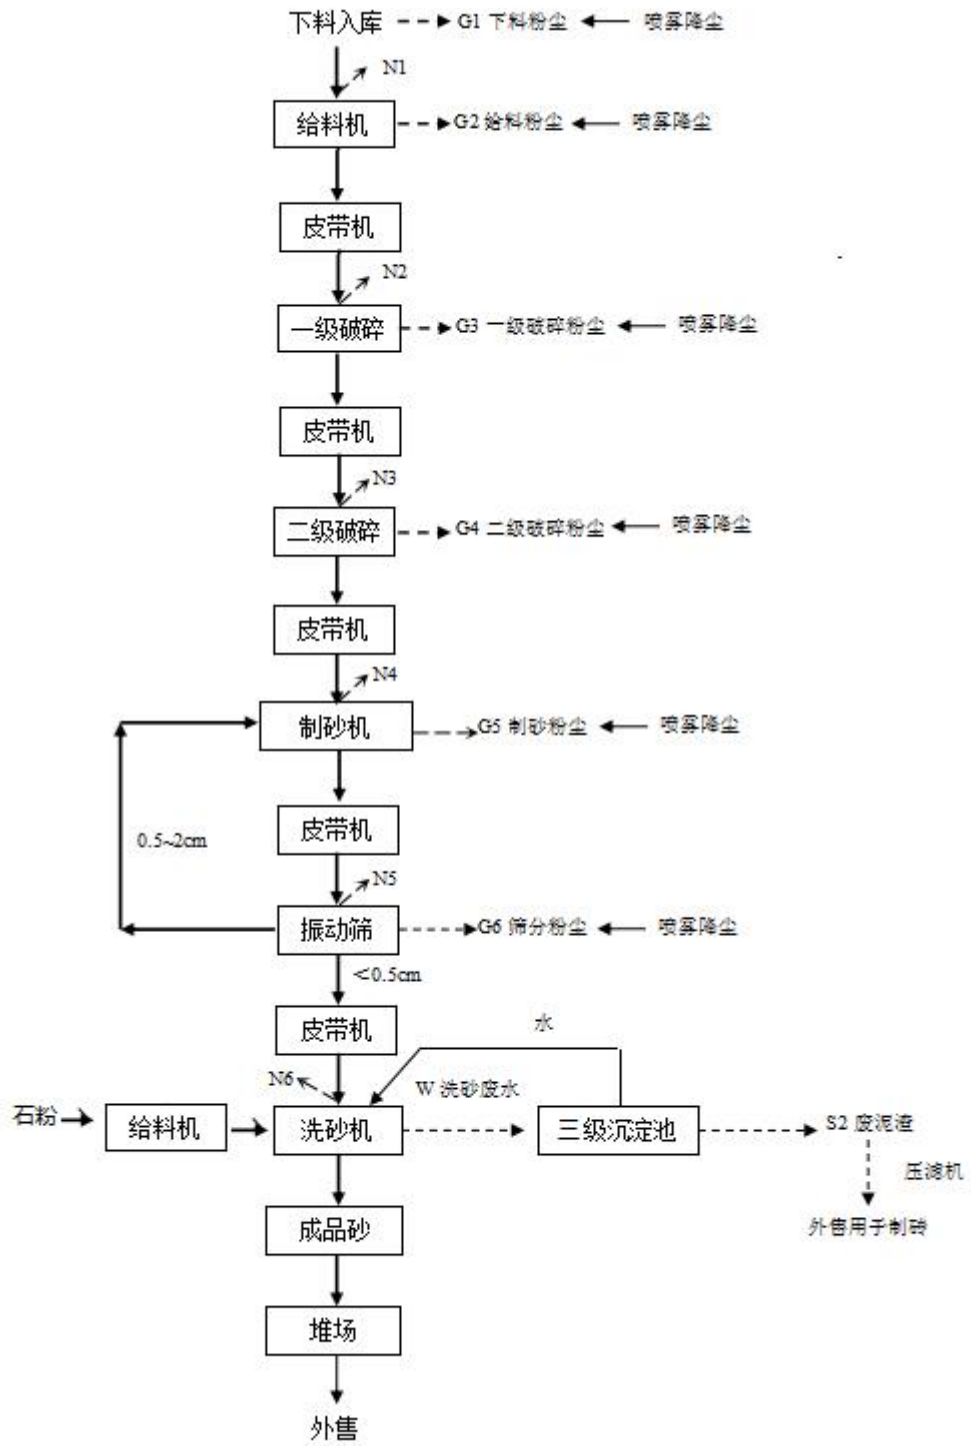 下料入库 G1 下料粉尘 喷雾降尘
N1
给料机 G2 给料粉尘 喷雾降尘
皮带机
N2
一级破碎 G3 一级破碎粉尘 喷雾降尘
皮带机
N3
二级破碎 G4 二级破碎粉尘 喷雾降尘
皮带机
N4
制砂机 G5 制砂粉尘 喷雾降尘
皮带机
0.5~2cm
N5
振动筛 G6 筛分粉尘 喷雾降尘
＜0.5cm
皮带机
水
N6
W 洗砂废水
石粉 给料机 洗砂机 三级沉淀池 S2 废泥渣
压滤机
成品砂
外售用于制砖
堆场
外售